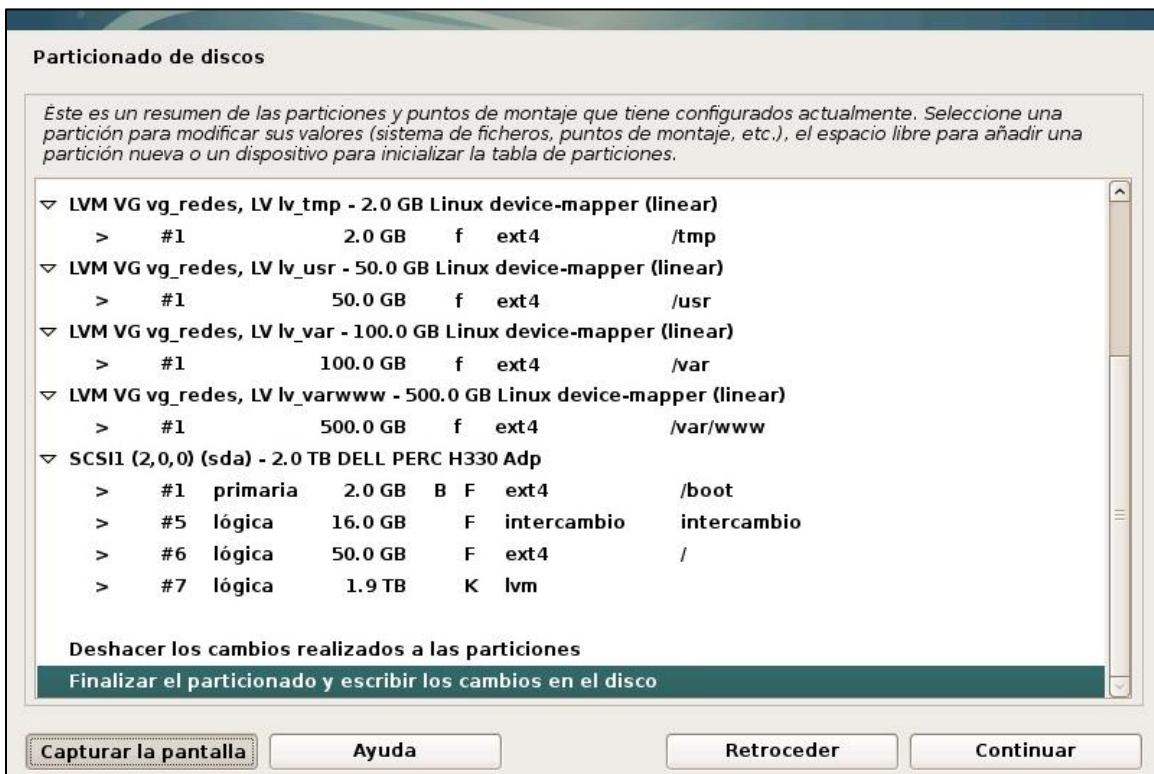 Particionado de discos
Éste es un resumen de las particiones y puntos de montaje que tiene configurados actualmente. Seleccione una
partición para modificar sus valores (sistema de ficheros, puntos de montaje, etc.), el espacio libre para añadir una
partición nueva o un dispositivo para inicializar la tabla de particiones.
LVM VG vg_redes, LV lv_tmp - 2.0 GB Linux device-mapper (linear)
> #1 2.0 GB f ext4 /tmp
LVM VG vg_redes, LV lv_usr - 50.0 GB Linux device-mapper (linear)
> #1 50.0 GB f ext4 /usr
LVM VG vg_redes, LV lv_var - 100.0 GB Linux device-mapper (linear)
> #1 100.0 GB f ext4 /var
LVM VG vg_redes, LV lv_varwww - 500.0 GB Linux device-mapper (linear)
> #1 500.0 GB f ext4 /var/www
SCSI1 (2,0,0) (sda) - 2.0 TB DELL PERC H330 Adp
> #1 primaria 2.0 GB B F ext4 /boot
> #5 lógica 16.0 GB F intercambio intercambio
> #6 lógica 50.0 GB F ext4 /
> #7 lógica 1.9 TB K lvm
Deshacer los cambios realizados a las particiones
Finalizar el particionado y escribir los cambios en el disco
Capturar la pantalla Ayuda Retroceder Continuar